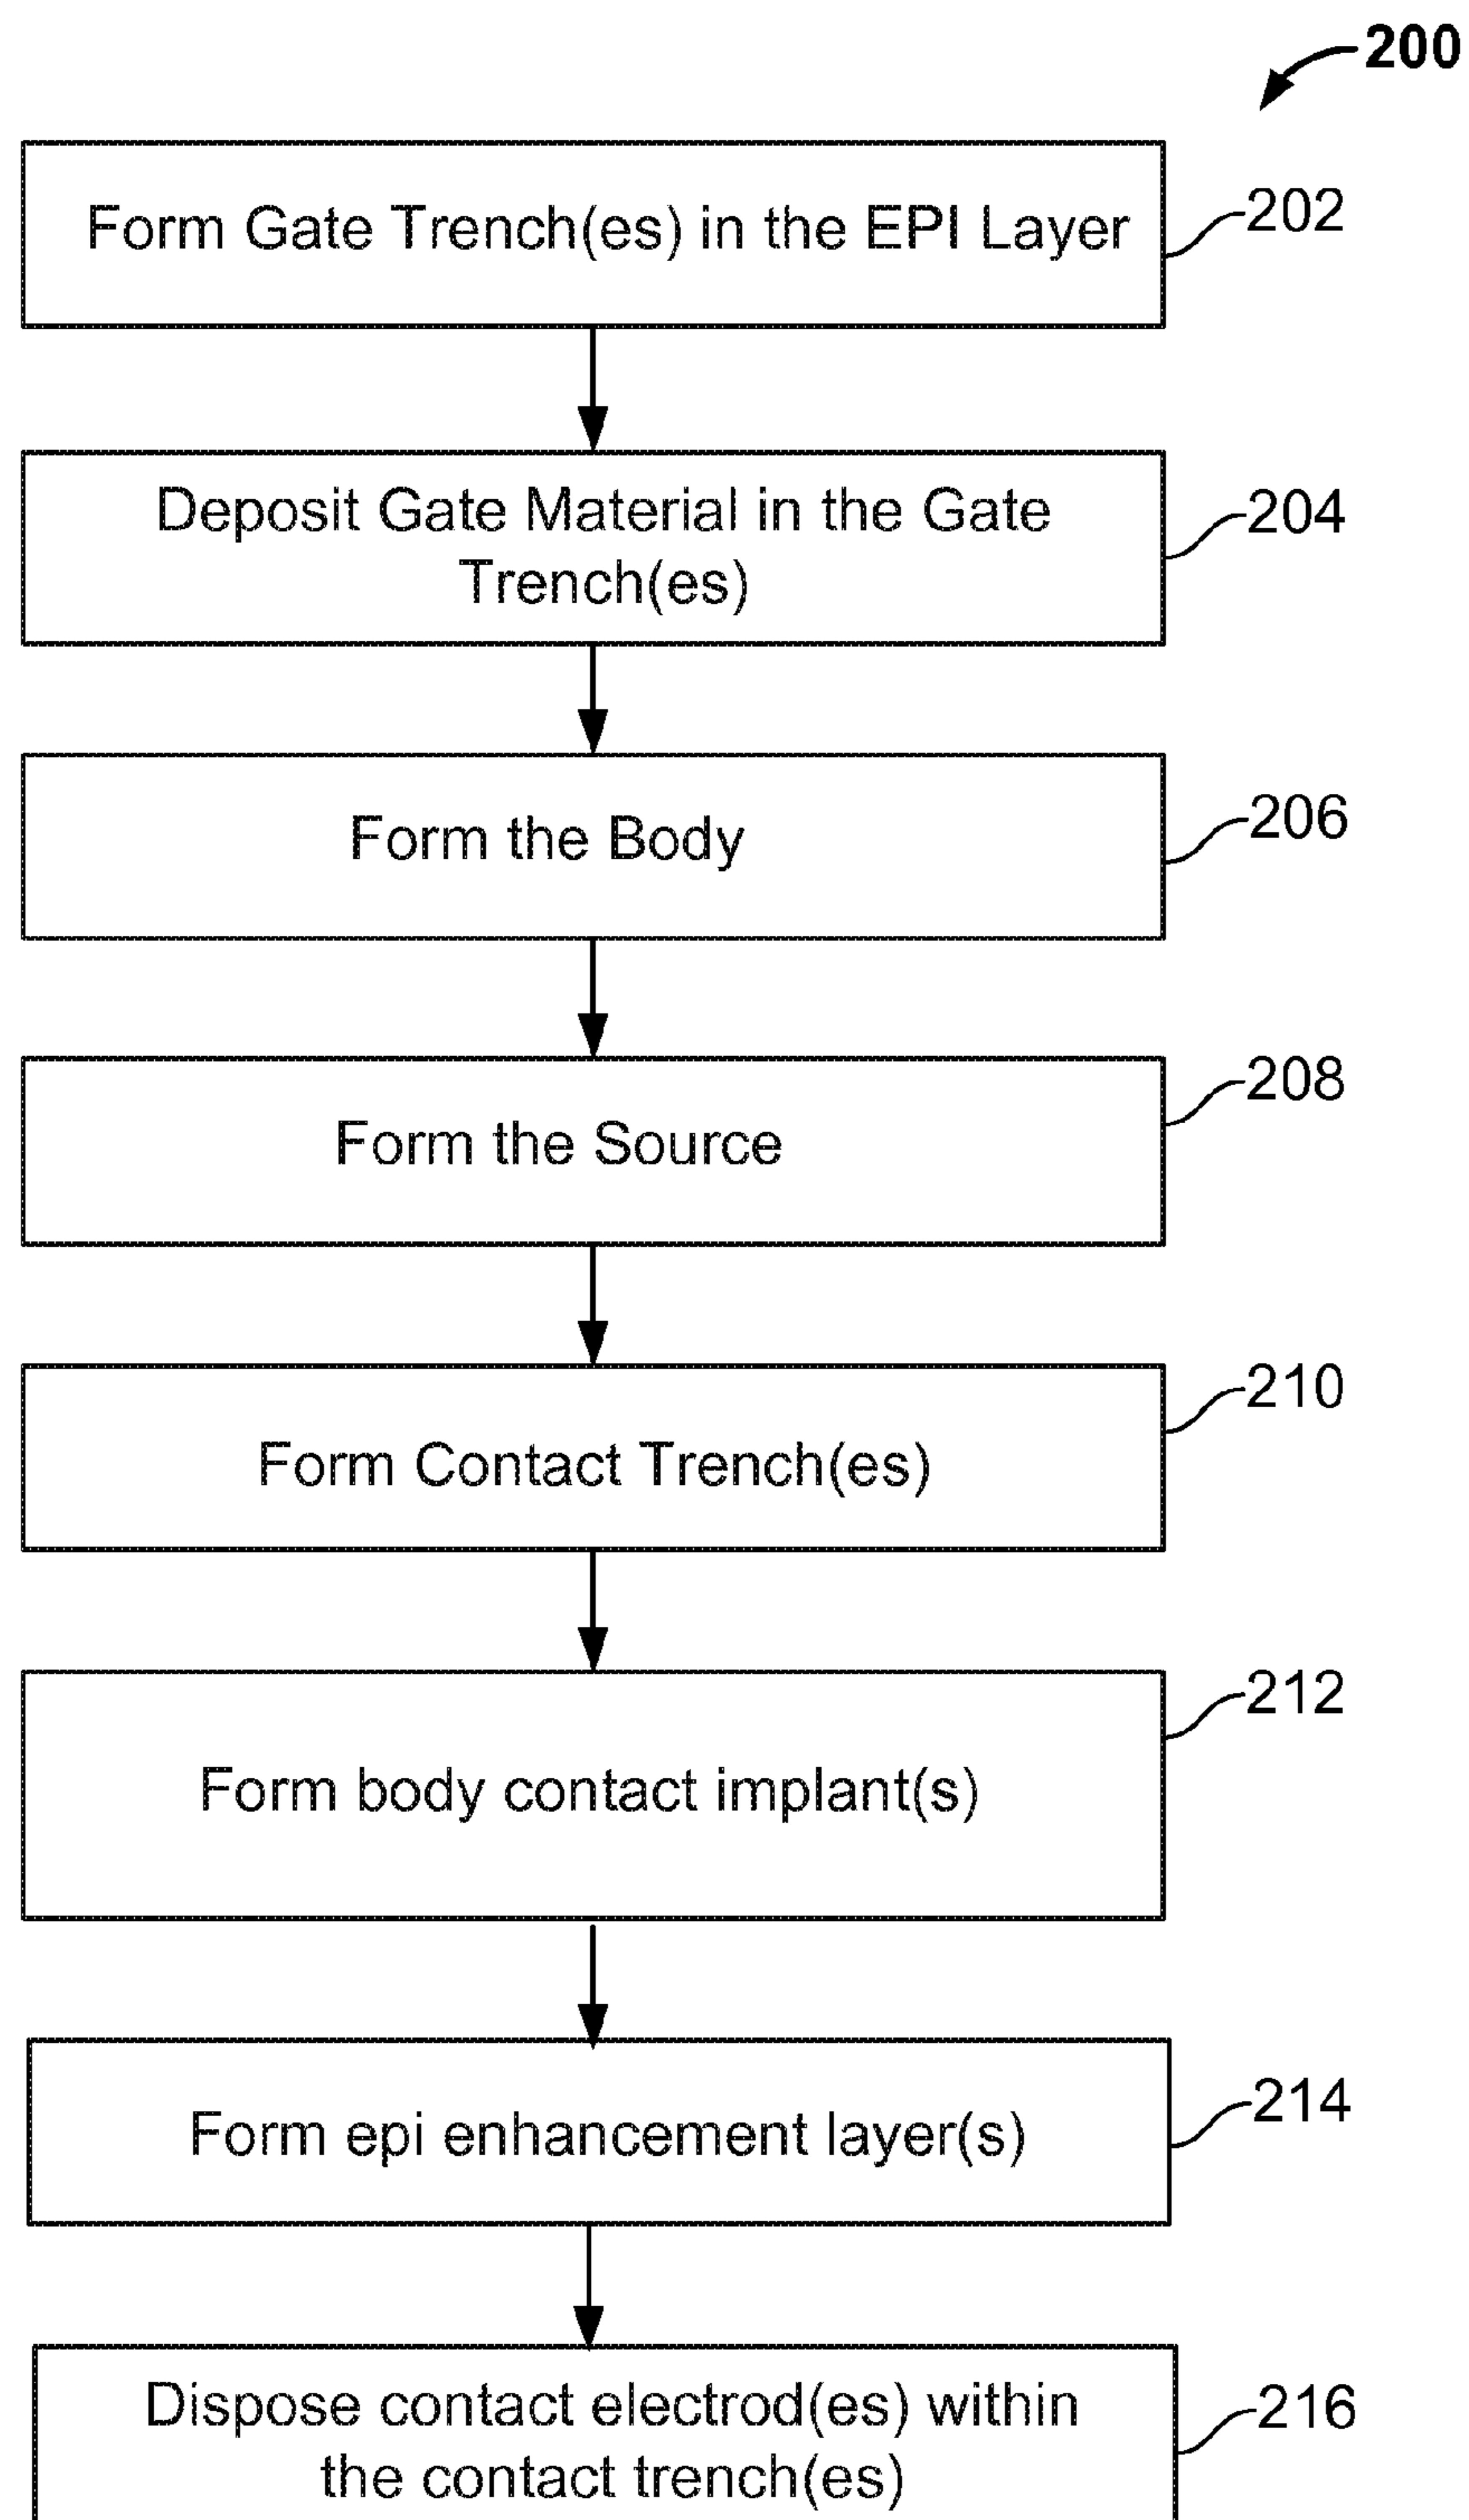 200
Form Gate Trench(es) in the EPI Layer
202
Deposit Gate Material in the Gate
Trench(es)
204
Form the Body
206
Form the Source
208
Form Contact Trench(es)
210
Form body contact implant(s)
212
Form epi enhancement layer(s)
214
Dispose contact electrod(es) within
the contact trench(es)
216